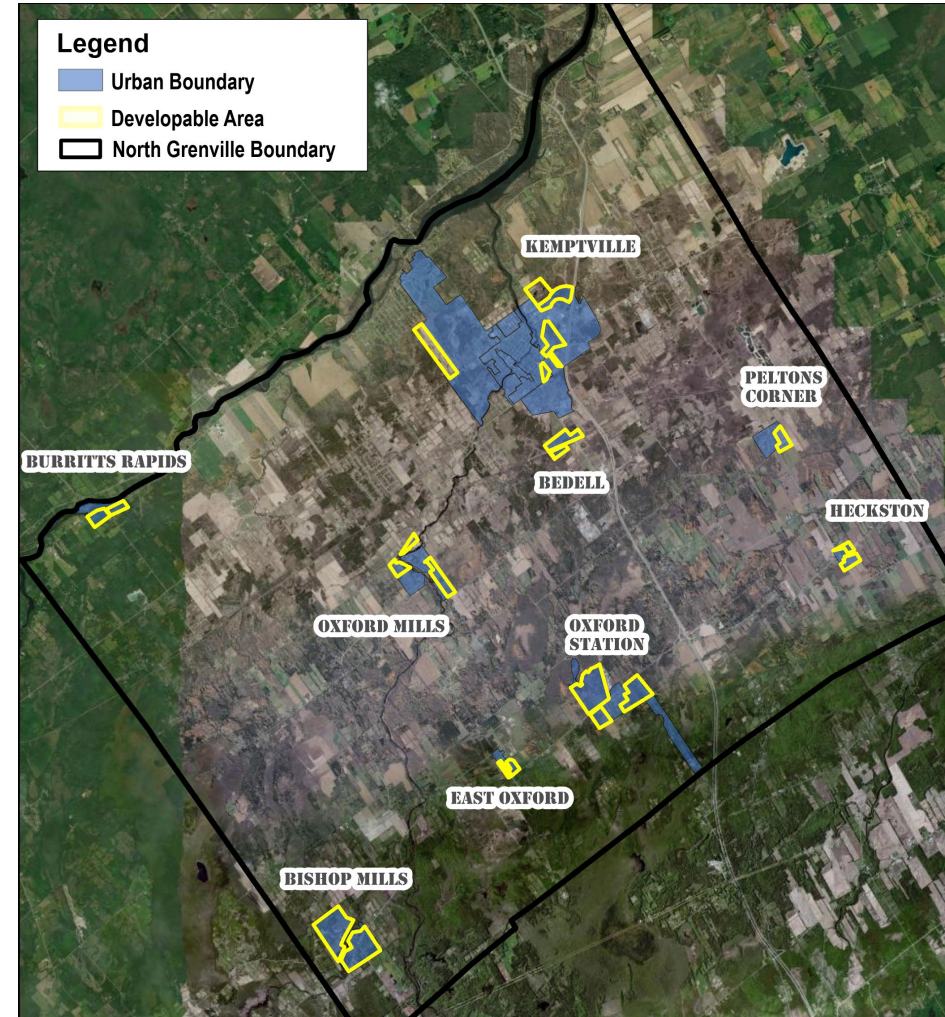 Legend
Urban Boundary
Developable Area
North Grenville Boundary
KEMPTVILLE
PELTONS
CORNER
BURRITTS RAPIDS
BEDELL
HECKSTON
OXFORD MILLS
OXFORD
STATION
EAST OXFORD
BISHOP MILLS